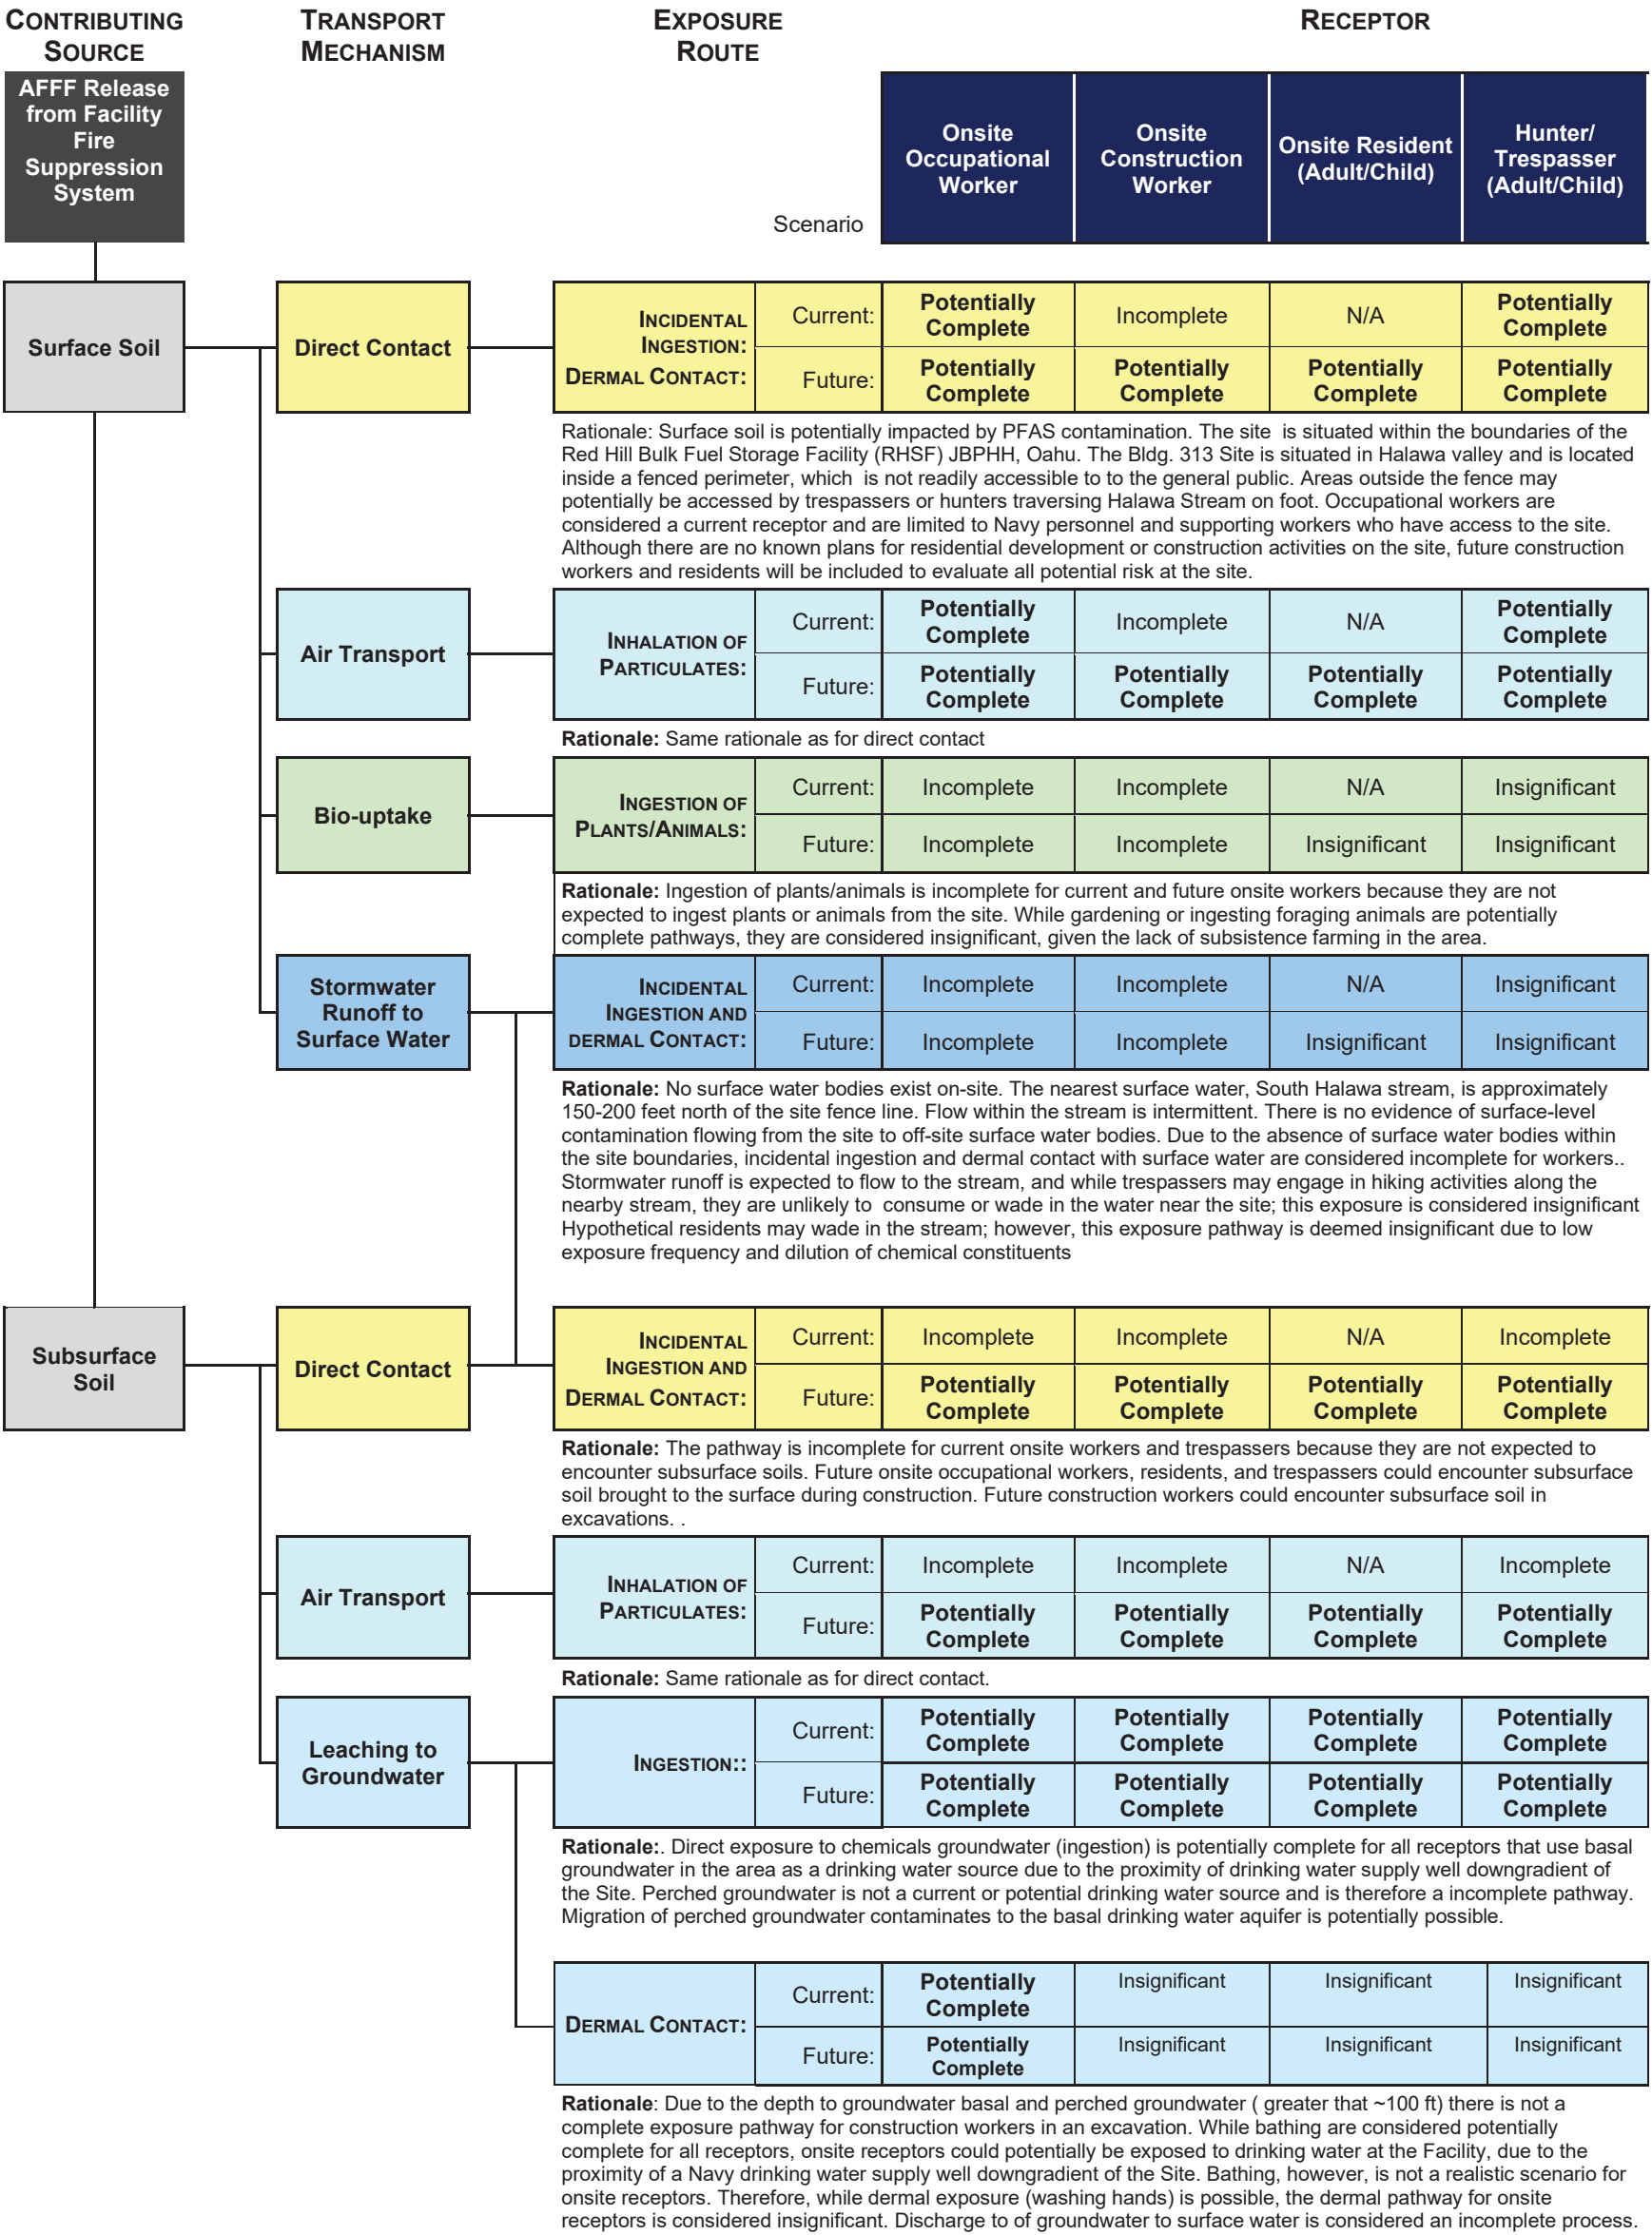 CONTRIBUTING
SOURCE
TRANSPORT
MECHANISM
EXPOSURE
ROUTE
RECEPTOR
AFFF Release
from Facility
Fire
Suppression
System
Scenario
Onsite
Occupational
Worker
Onsite
Construction
Worker
Onsite Resident
(Adult/Child)
Hunter/
Trespasser
(Adult/Child)
Surface Soil
Direct Contact
INCIDENTAL
INGESTION:
DERMAL CONTACT:
Current:
Potentially
Complete
Incomplete
N/A
Potentially
Complete
Future:
Potentially
Complete
Potentially
Complete
Potentially
Complete
Potentially
Complete
Rationale: Surface soil is potentially impacted by PFAS contamination. The site is situated within the boundaries of the
Red Hill Bulk Fuel Storage Facility (RHSF) JBPHH, Oahu. The Bldg. 313 Site is situated in Halawa valley and is located
inside a fenced perimeter, which is not readily accessible to to the general public. Areas outside the fence may
potentially be accessed by trespassers or hunters traversing Halawa Stream on foot. Occupational workers are
considered a current receptor and are limited to Navy personnel and supporting workers who have access to the site.
Although there are no known plans for residential development or construction activities on the site, future construction
workers and residents will be included to evaluate all potential risk at the site.
Air Transport
INHALATION OF
PARTICULATES:
Current:
Potentially
Complete
Incomplete
N/A
Potentially
Complete
Future:
Potentially
Complete
Potentially
Complete
Potentially
Complete
Potentially
Complete
Rationale: Same rationale as for direct contact
Bio-uptake
INGESTION OF
PLANTS/ANIMALS:
Current:
Incomplete
Incomplete
N/A
Insignificant
Future:
Incomplete
Incomplete
Insignificant
Insignificant
Rationale: Ingestion of plants/animals is incomplete for current and future onsite workers because they are not
expected to ingest plants or animals from the site. While gardening or ingesting foraging animals are potentially
complete pathways, they are considered insignificant, given the lack of subsistence farming in the area.
Stormwater
Runoff to
Surface Water
INCIDENTAL
INGESTION AND
DERMAL CONTACT:
Current:
Incomplete
Incomplete
N/A
Insignificant
Future:
Incomplete
Incomplete
Insignificant
Insignificant
Rationale: No surface water bodies exist on-site. The nearest surface water, South Halawa stream, is approximately
150-200 feet north of the site fence line. Flow within the stream is intermittent. There is no evidence of surface-level
contamination flowing from the site to off-site surface water bodies. Due to the absence of surface water bodies within
the site boundaries, incidental ingestion and dermal contact with surface water are considered incomplete for workers..
Stormwater runoff is expected to flow to the stream, and while trespassers may engage in hiking activities along the
nearby stream, they are unlikely to consume or wade in the water near the site; this exposure is considered insignificant
Hypothetical residents may wade in the stream; however, this exposure pathway is deemed insignificant due to low
exposure frequency and dilution of chemical constituents
Subsurface
Soil
Direct Contact
INCIDENTAL
INGESTION AND
DERMAL CONTACT:
Current:
Incomplete
Incomplete
N/A
Incomplete
Future:
Potentially
Complete
Potentially
Complete
Potentially
Complete
Potentially
Complete
Rationale: The pathway is incomplete for current onsite workers and trespassers because they are not expected to
encounter subsurface soils. Future onsite occupational workers, residents, and trespassers could encounter subsurface
soil brought to the surface during construction. Future construction workers could encounter subsurface soil in
excavations. .
Air Transport
INHALATION OF
PARTICULATES:
Current:
Incomplete
Incomplete
N/A
Incomplete
Future:
Potentially
Complete
Potentially
Complete
Potentially
Complete
Potentially
Complete
Rationale: Same rationale as for direct contact.
Leaching to
Groundwater
INGESTION::
Current:
Potentially
Complete
Potentially
Complete
Potentially
Complete
Potentially
Complete
Future:
Potentially
Complete
Potentially
Complete
Potentially
Complete
Potentially
Complete
Rationale:. Direct exposure to chemicals groundwater (ingestion) is potentially complete for all receptors that use basal
groundwater in the area as a drinking water source due to the proximity of drinking water supply well downgradient of
the Site. Perched groundwater is not a current or potential drinking water source and is therefore a incomplete pathway.
Migration of perched groundwater contaminates to the basal drinking water aquifer is potentially possible.
DERMAL CONTACT:
Current:
Potentially
Complete
Insignificant
Insignificant
Insignificant
Future:
Potentially
Complete
Insignificant
Insignificant
Insignificant
Rationale: Due to the depth to groundwater basal and perched groundwater ( greater that ~100 ft) there is not a
complete exposure pathway for construction workers in an excavation. While bathing are considered potentially
complete for all receptors, onsite receptors could potentially be exposed to drinking water at the Facility, due to the
proximity of a Navy drinking water supply well downgradient of the Site. Bathing, however, is not a realistic scenario for
onsite receptors. Therefore, while dermal exposure (washing hands) is possible, the dermal pathway for onsite
receptors is considered insignificant. Discharge to of groundwater to surface water is considered an incomplete process.